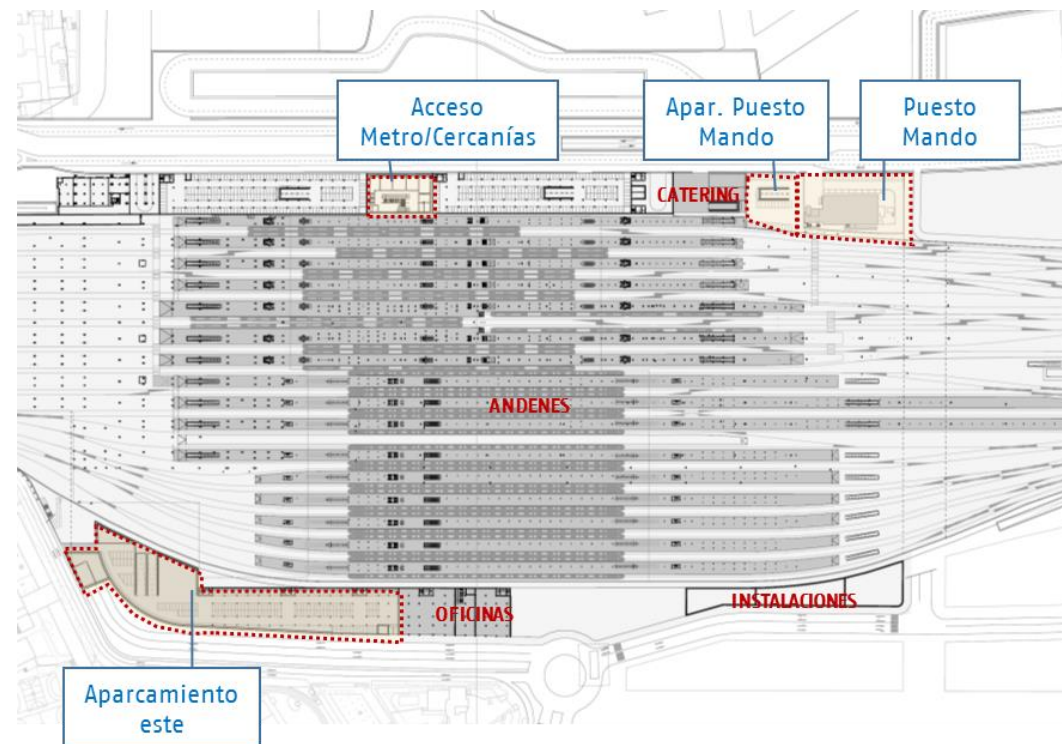 Acceso
Metro/Cercanías
Apar. Puesto
Mando
Puesto
Mando
CATERING
ANDENES
OFICINAS
INSTALACIONES
Aparcamiento
este